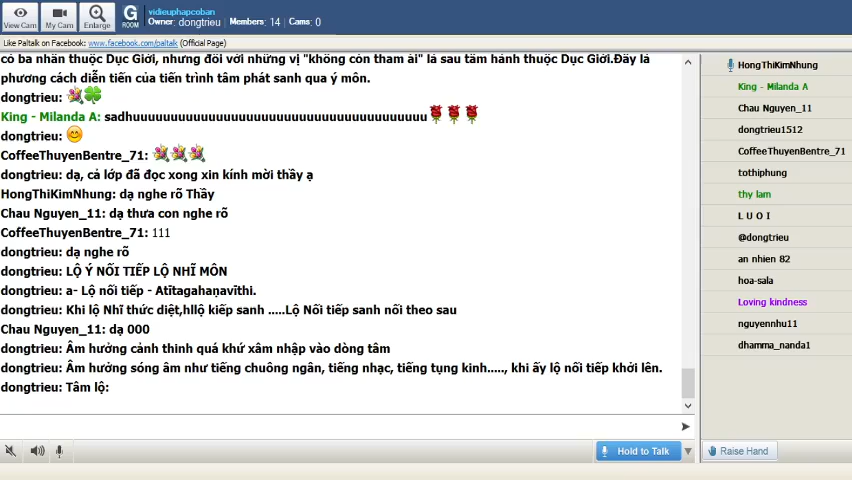 vidieuphapcoban
Owner: dongtrieu Members: 14 Cams: 0
View Cam
My Cam
Enlarge
G
ROOM
Like Paltalk on Facebook: www.facebook.com/paltalk (Official Page)
có ba nhân thuộc Dục Giới, nhưng đối với những vị "không còn tham ái" là sau tâm hành thuộc Dục Giới.Đây là
phương cách diễn tiến của tiến trình tâm phát sanh qua ý môn.
dongtrieu:
King - Milanda A: sadhuuuuuuuuuuuuuuuuuuuuuuuuuuuuuuuuuuuuuuu
dongtrieu:
CoffeeThuyenBentre_71:
dongtrieu: dạ, cả lớp đã đọc xong xin kính mời thầy ạ
HongThiKimNhung: dạ nghe rõ Thầy
Chau Nguyen_11: dạ thưa con nghe rõ
CoffeeThuyenBentre_71: 111
dongtrieu: dạ nghe rõ
dongtrieu: LỘ Ý NỐI TIẾP LỘ NHĨ MÔN
dongtrieu: a- Lộ nối tiếp - Atītagahaṇavīthi.
dongtrieu: Khi lộ Nhĩ thức diệt,hllộ kiếp sanh .....Lộ Nối tiếp sanh nối theo sau
Chau Nguyen_11: dạ 000
dongtrieu: Âm hưởng cảnh thinh quá khứ xâm nhập vào dòng tâm
dongtrieu: Âm hưởng sóng âm như tiếng chuông ngân, tiếng nhạc, tiếng tụng kinh....., khi ấy lộ nối tiếp khởi lên.
dongtrieu: Tâm lộ:
Hold to Talk
HongThiKimNhung
King - Milanda A
Chau Nguyen_11
dongtrieu1512
CoffeeThuyenBentre_71
tothiphung
thy lam
L U O I
@dongtrieu
an nhien 82
hoa-sala
Loving kindness
nguyennhu11
dhamma_nanda1
Raise Hand